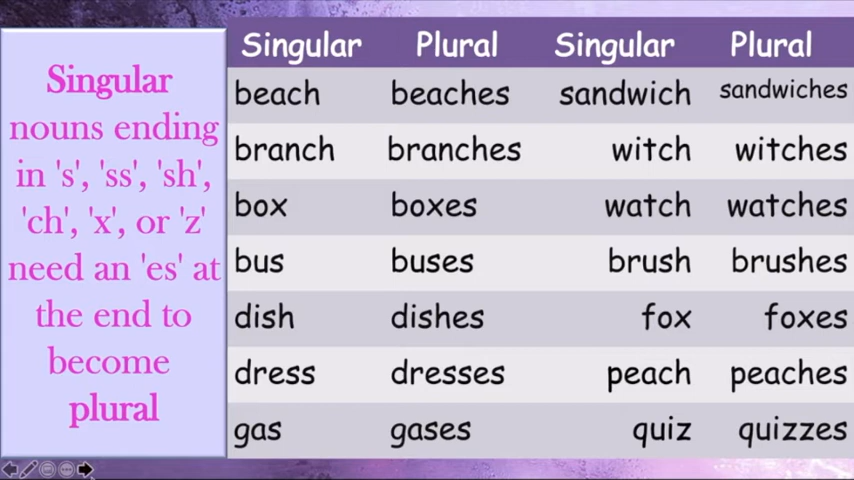 Singular
nouns ending
in 's', 'ss', 'sh',
'ch', 'x', or 'z'
need an 'es' at
the end to
become
plural
Singular Plural Singular Plural
beach beaches sandwich sandwiches
branch branches witch witches
box boxes watch watches
bus buses brush brushes
dish dishes fox foxes
dress dresses peach peaches
gas gases quiz quizzes